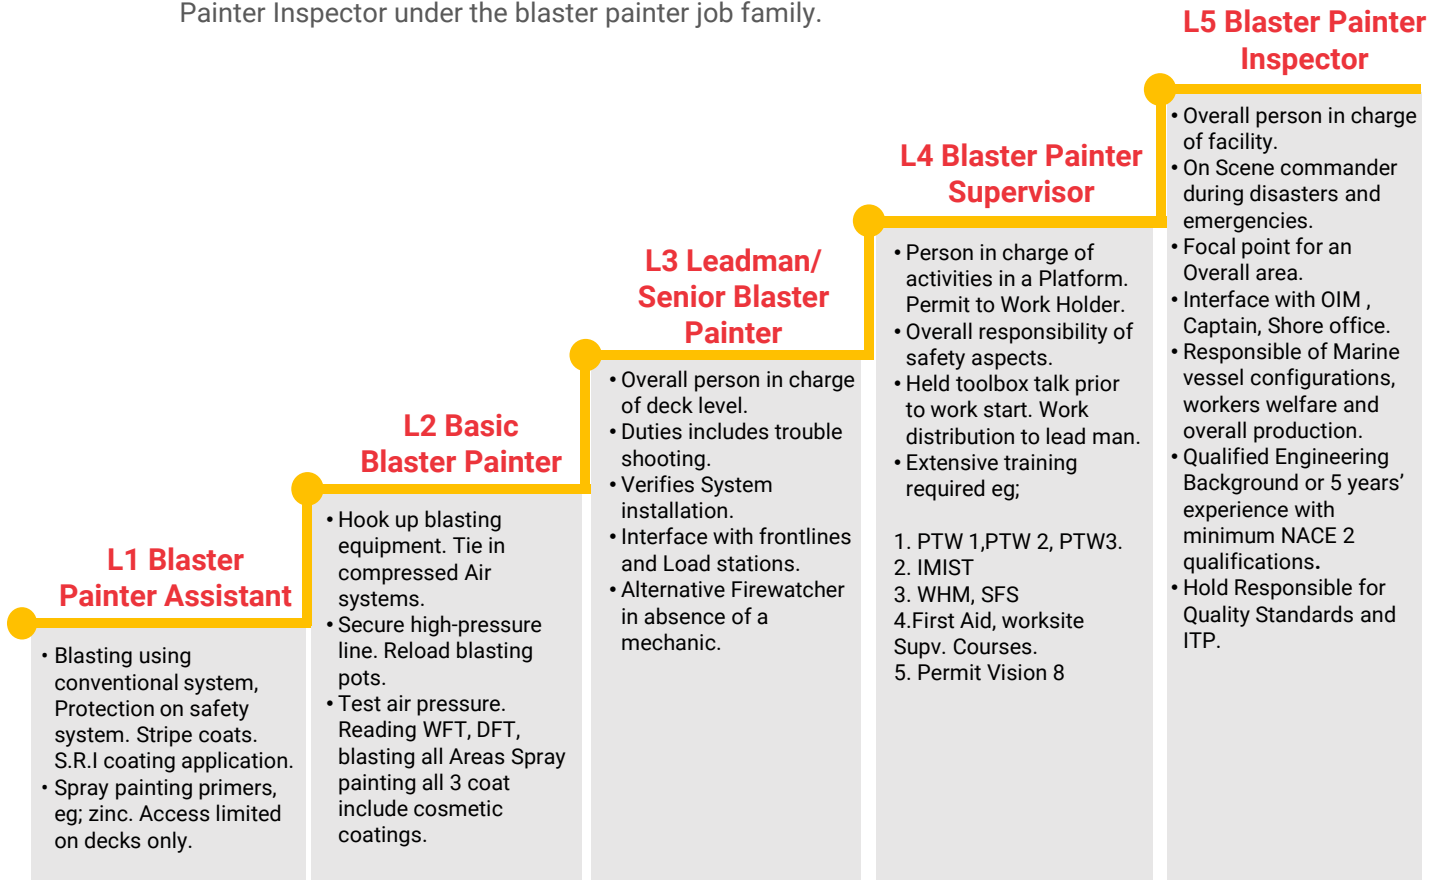 Painter Inspector under the blaster painter job family.
L1 Blaster
Painter Assistant
• Blasting using
conventional system,
Protection on safety
system. Stripe coats.
S.R.I coating application.
• Spray painting primers,
eg; zinc. Access limited
on decks only.
L2 Basic
Blaster Painter
• Hook up blasting
equipment. Tie in
compressed Air
systems.
• Secure high-pressure
line. Reload blasting
pots.
• Test air pressure.
Reading WFT, DFT,
blasting all Areas Spray
painting all 3 coat
include cosmetic
coatings.
L3 Leadman/
Senior Blaster
Painter
• Overall person in charge
of deck level.
• Duties includes trouble
shooting.
• Verifies System
installation.
• Interface with frontlines
and Load stations.
• Alternative Firewatcher
in absence of a
mechanic.
L4 Blaster Painter
Supervisor
• Person in charge of
activities in a Platform.
Permit to Work Holder.
• Overall responsibility of
safety aspects.
• Held toolbox talk prior
to work start. Work
distribution to lead man.
• Extensive training
required eg;
1. PTW 1,PTW 2, PTW3.
2. IMIST
3. WHM, SFS
4.First Aid, worksite
Supv. Courses.
5. Permit Vision 8
L5 Blaster Painter
Inspector
• Overall person in charge
of facility.
• On Scene commander
during disasters and
emergencies.
• Focal point for an
Overall area.
• Interface with OIM ,
Captain, Shore office.
• Responsible of Marine
vessel configurations,
workers welfare and
overall production.
• Qualified Engineering
Background or 5 years’
experience with
minimum NACE 2
qualifications.
• Hold Responsible for
Quality Standards and
ITP.